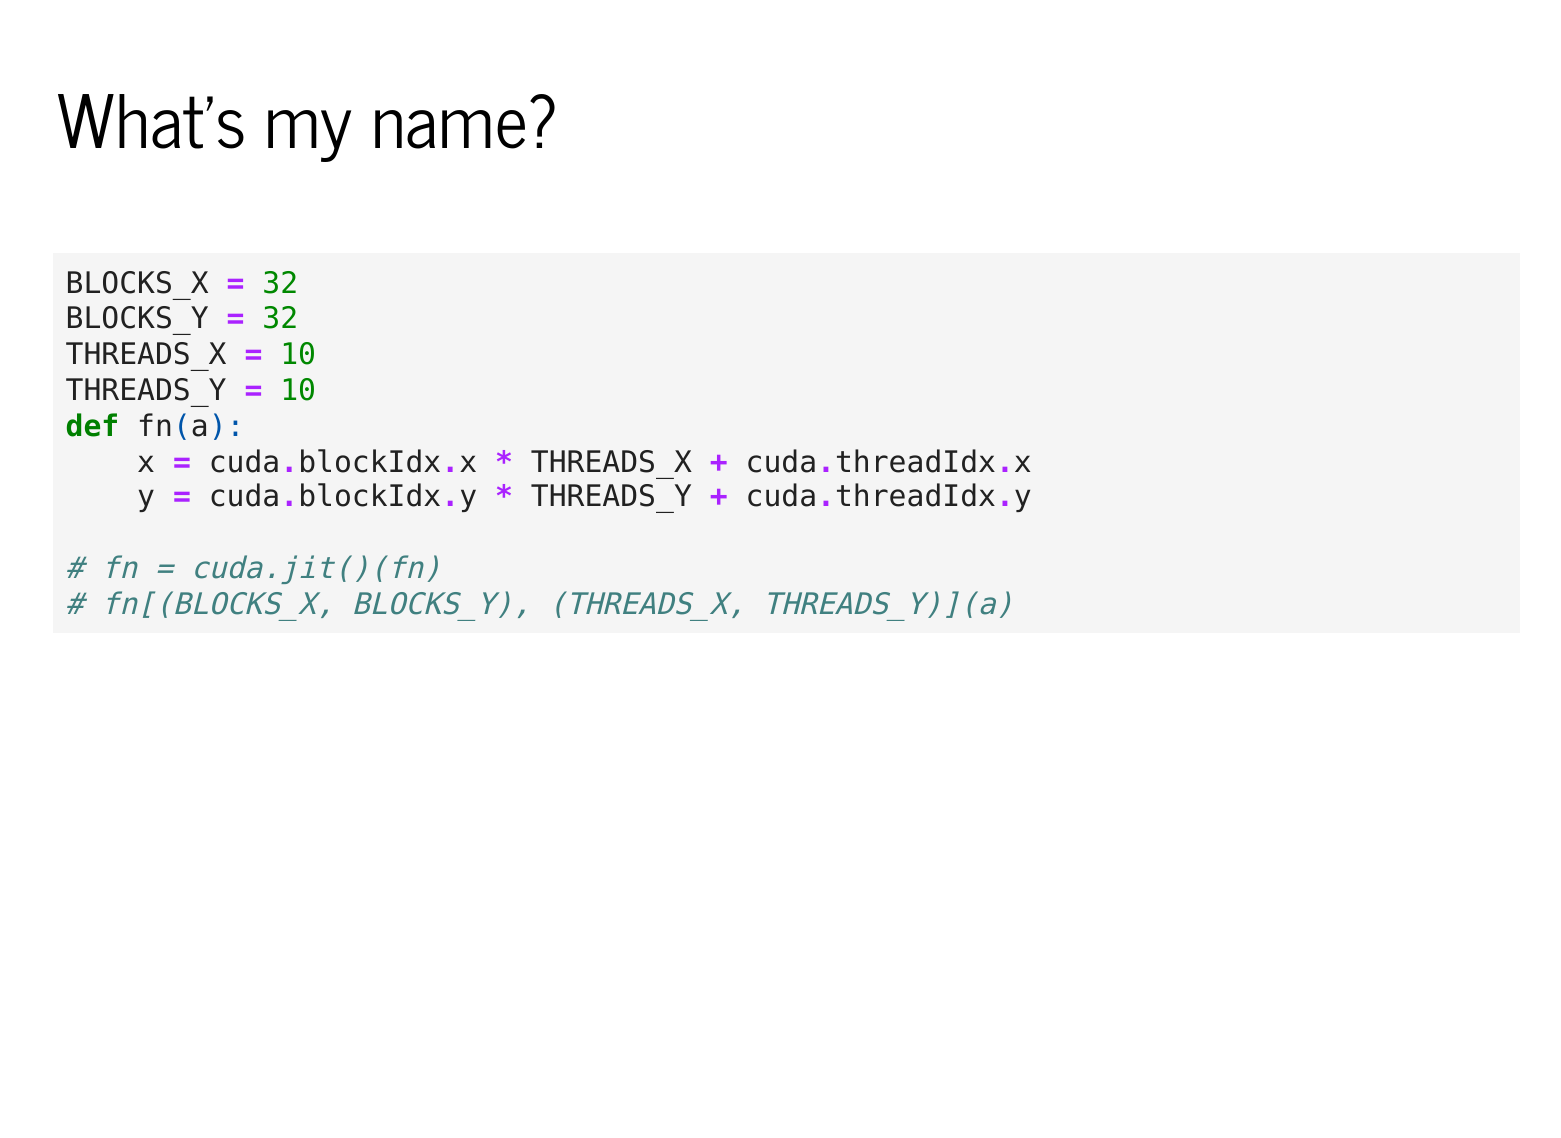 What's my name?
BLOCKS_X = 32
BLOCKS_Y = 32
THREADS_X = 10
THREADS_Y = 10
def fn(a):
    x = cuda.blockIdx.x * THREADS_X + cuda.threadIdx.x
    y = cuda.blockIdx.y * THREADS_Y + cuda.threadIdx.y

# fn = cuda.jit()(fn)
# fn[(BLOCKS_X, BLOCKS_Y), (THREADS_X, THREADS_Y)](a)